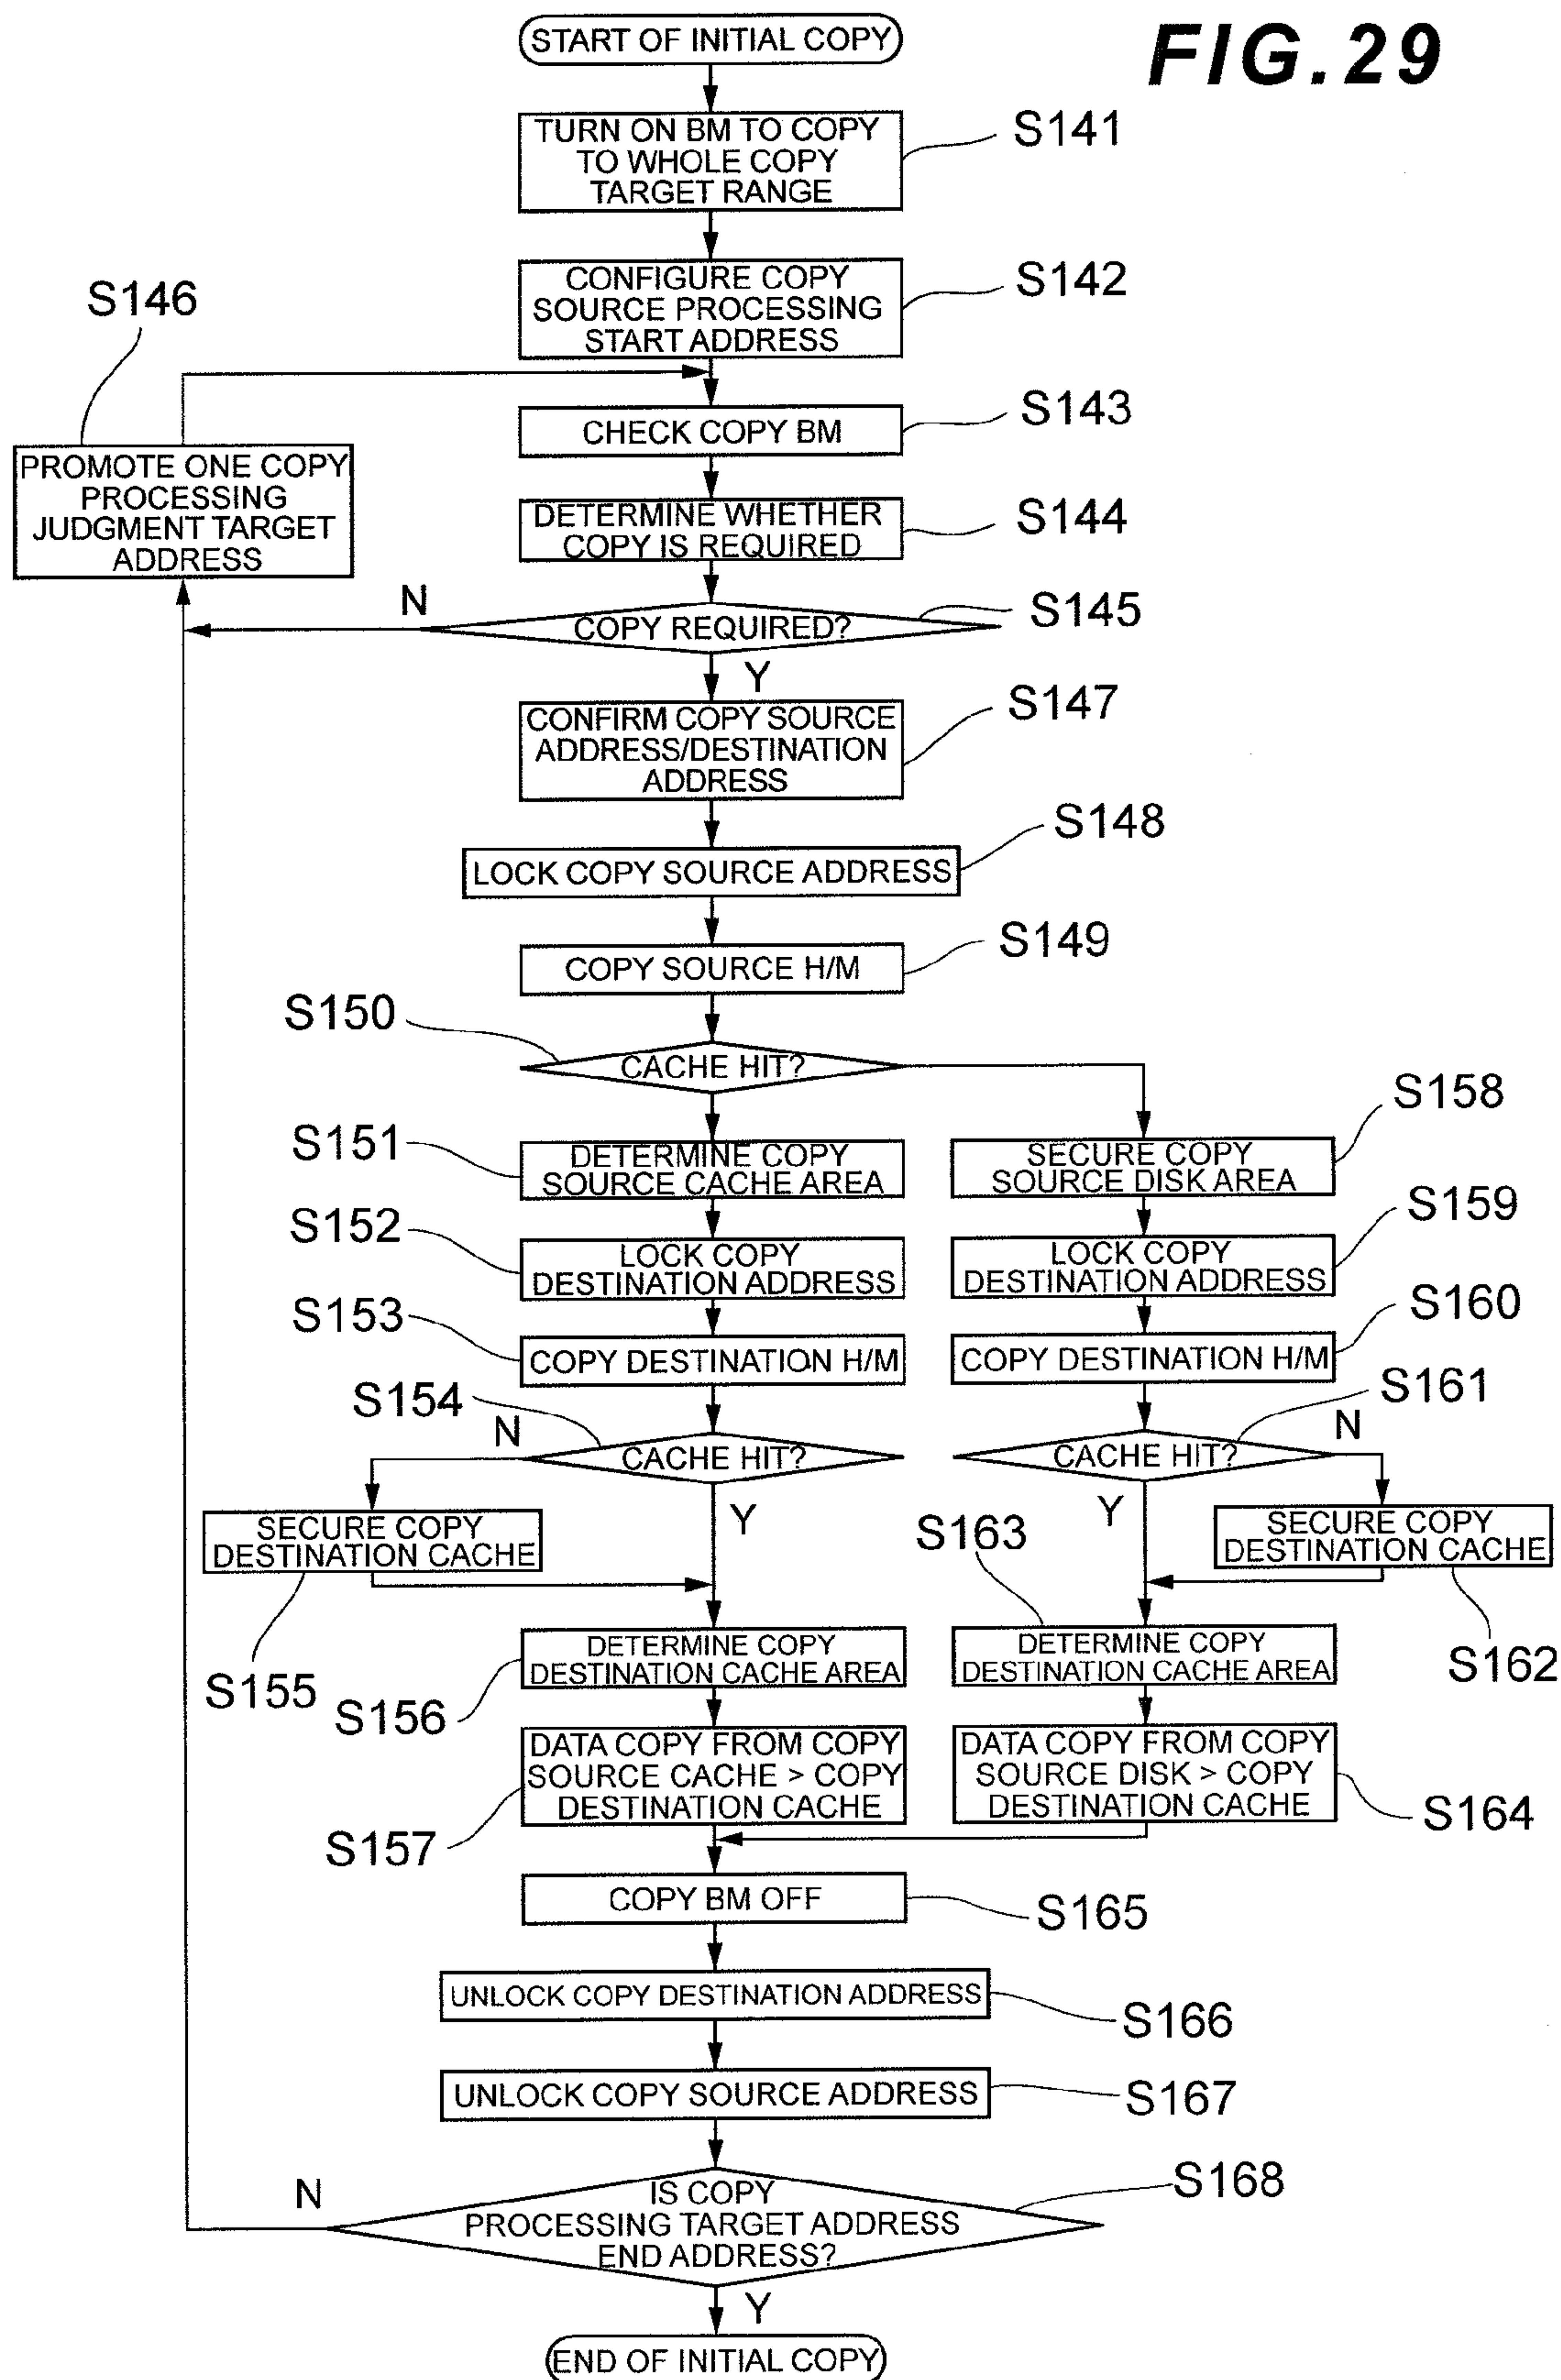 FIG.29
START OF INITIAL COPY
TURN ON BM TO COPY
TO WHOLE COPY
TARGET RANGE
S141
CONFIGURE COPY
SOURCE PROCESSING
START ADDRESS
S142
S146
PROMOTE ONE COPY
PROCESSING
JUDGMENT TARGET
ADDRESS
CHECK COPY BM
S143
DETERMINE WHETHER
COPY IS REQUIRED
S144
N
COPY REQUIRED?
S145
Y
CONFIRM COPY SOURCE
ADDRESS/DESTINATION
ADDRESS
S147
LOCK COPY SOURCE ADDRESS
S148
COPY SOURCE H/M
S149
S150
CACHE HIT?
S151
DETERMINE COPY
SOURCE CACHE AREA
SECURE COPY
SOURCE DISK AREA
S158
S152
LOCK COPY
DESTINATION ADDRESS
LOCK COPY
DESTINATION ADDRESS
S159
S153
COPY DESTINATION H/M
COPY DESTINATION H/M
S160
S154
N
CACHE HIT?
Y
CACHE HIT?
S161
N
Y
SECURE COPY
DESTINATION CACHE
S155
S163
SECURE COPY
DESTINATION CACHE
S162
DETERMINE COPY
DESTINATION CACHE AREA
S156
DETERMINE COPY
DESTINATION CACHE AREA
DATA COPY FROM COPY
SOURCE CACHE > COPY
DESTINATION CACHE
S157
DATA COPY FROM COPY
SOURCE DISK > COPY
DESTINATION CACHE
S164
COPY BM OFF
S165
UNLOCK COPY DESTINATION ADDRESS
S166
UNLOCK COPY SOURCE ADDRESS
S167
N
IS COPY
PROCESSING TARGET ADDRESS
END ADDRESS?
S168
Y
END OF INITIAL COPY